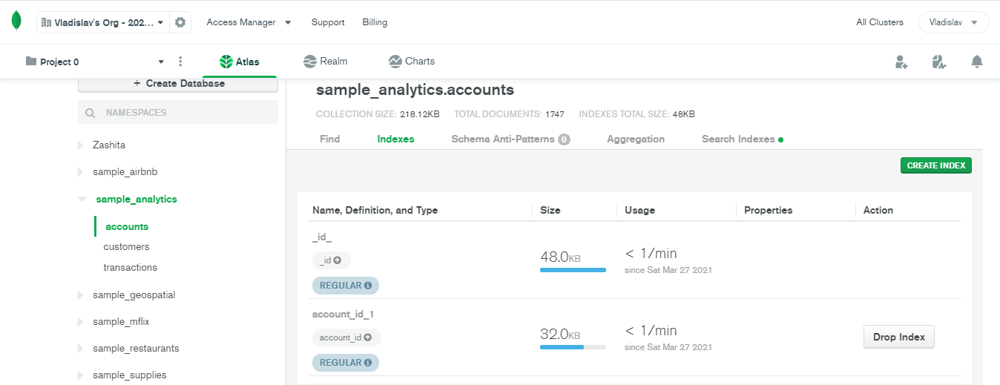 Vladislav's Org - 202...
Access Manager
Support
Billing
All Clusters
Vladislav
Project 0
Atlas
Realm
Charts
+ Create Database
NAMESPACES
Zashita
sample_airbnb
sample_analytics
accounts
customers
transactions
sample_geospatial
sample_mflix
sample_restaurants
sample_supplies
sample_analytics.accounts
COLLECTION SIZE: 218.12KB TOTAL DOCUMENTS: 1747 INDEXES TOTAL SIZE: 48KB
Find Indexes Schema Anti-Patterns 0 Aggregation Search Indexes
CREATE INDEX
Name, Definition, and Type Size Usage Properties Action
_id_
_id
REGULAR
48.0KB
< 1/min
since Sat Mar 27 2021
account_id_1
account_id
REGULAR
32.0KB
< 1/min
since Sat Mar 27 2021
Drop Index